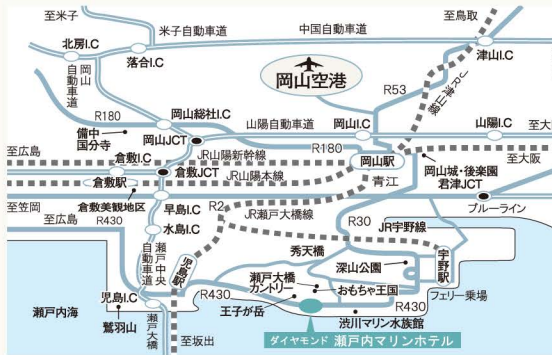 至米子
米子自動車道
中国自動車道
至鳥取
北房I.C
落合I.C
津山I.C
岡山
自動車道
岡山空港
R53
JR津山線
R180
岡山総社I.C
備中
国分寺
岡山JCT
山陽自動車道
岡山I.C
山陽I.C
至広島
R180
至大阪
倉敷I.C
JR山陽新幹線
岡山駅
倉敷駅
倉敷JCT
JR山陽本線
青江
岡山城・後楽園
君津JCT
至大阪
至笠岡
倉敷美観地区
早島I.C
R2
ブルーライン
至広島
R430
水島I.C
JR瀬戸大橋線
R30
JR宇野線
瀬戸中央
自動車道
児島駅
秀天橋
深山公園
宇野駅
瀬戸大橋
カントリー
おもちゃ王国
フェリー乗場
児島I.C
R430
王子が岳
R430
瀬戸内海
鷲羽山
渋川マリン水族館
瀬戸大橋
至坂出
ダイヤモンド 瀬戸内マリンホテル